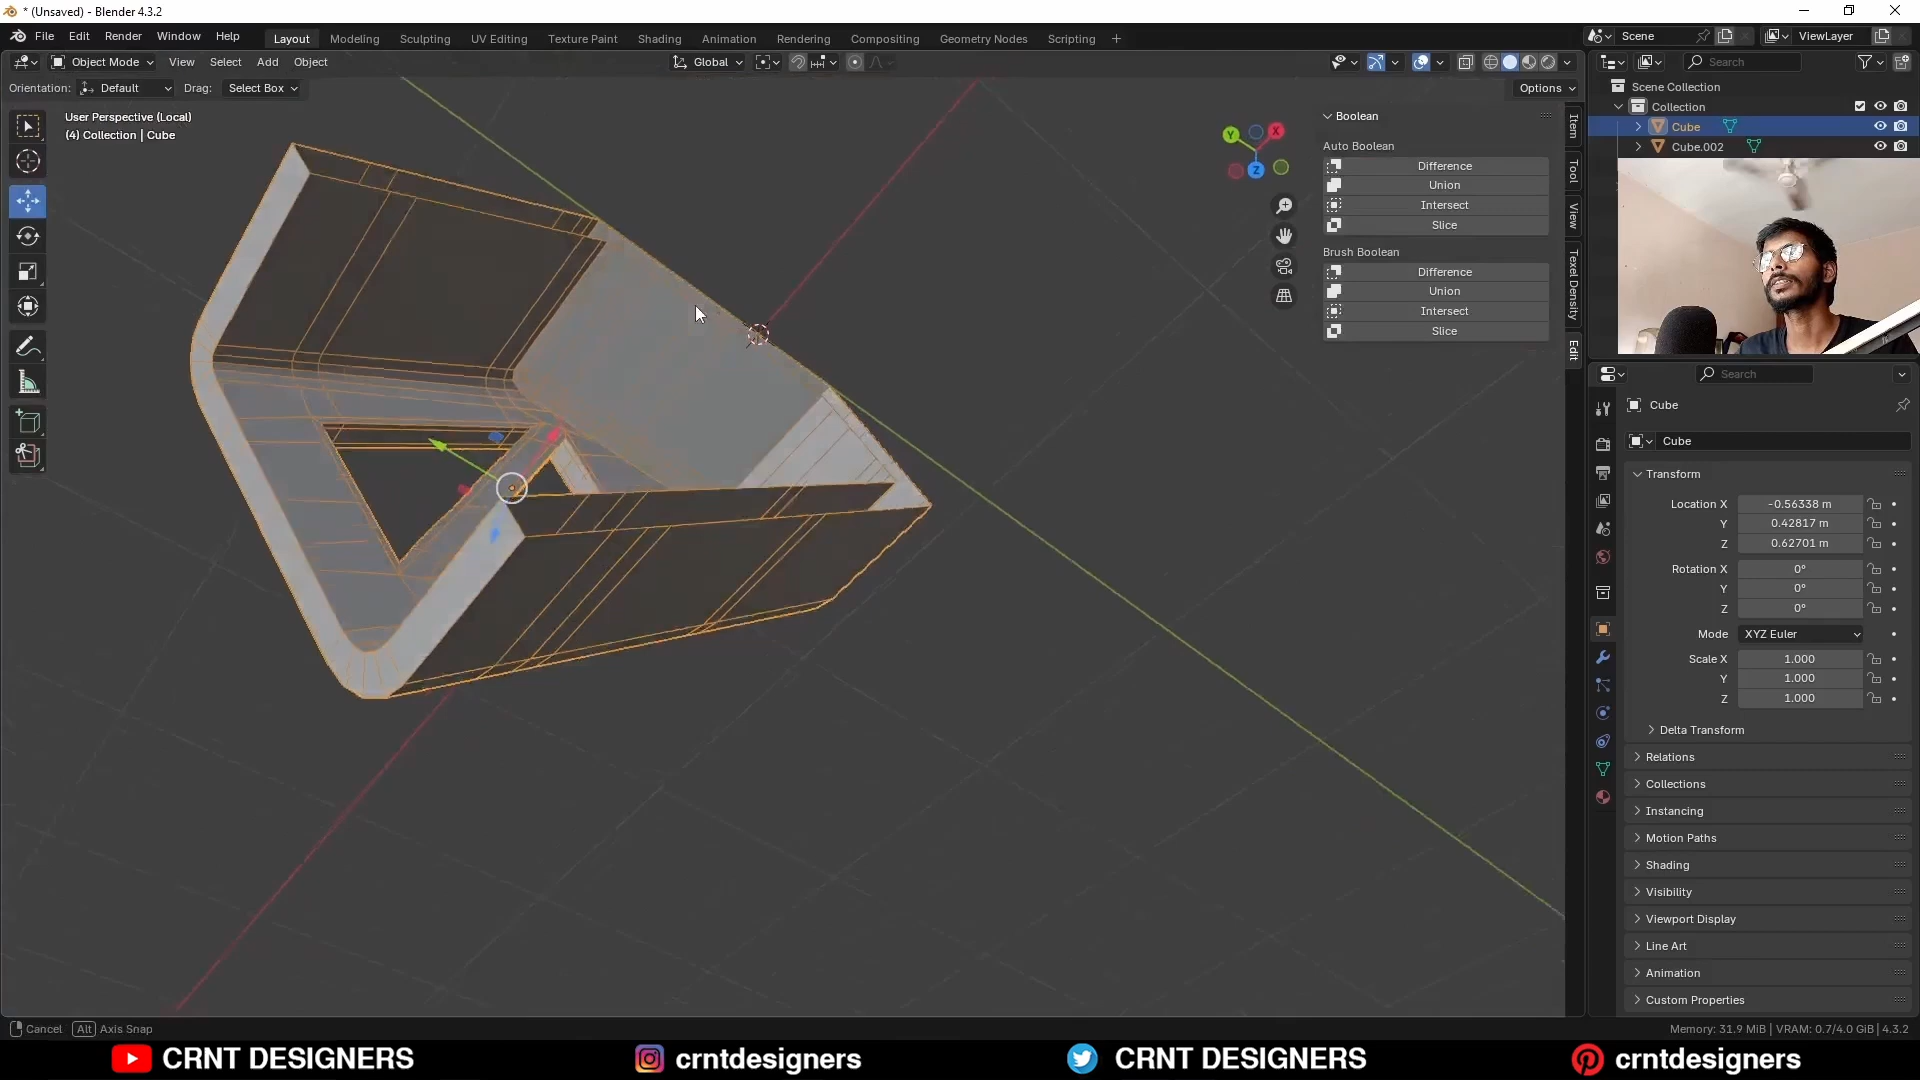 * (Unsaved) - Blender 4.3.2
File Edit Render Window Help
Layout Modeling Sculpting UV Editing Texture Paint Shading Animation Rendering Compositing Geometry Nodes Scripting +
Scene
ViewLayer
Object Mode View Select Add Object
Global
Search
Orientation: Default Drag: Select Box
Options
Scene Collection
Collection
Cube
Cube.002
User Perspective (Local)
(4) Collection | Cube
Y
X
Z
Boolean
Auto Boolean
Difference
Union
Intersect
Slice
Brush Boolean
Difference
Union
Intersect
Slice
Item
Tool
View
Texel Density
Edit
Search
Cube
Cube
Transform
Location X -0.56338 m
Y 0.42817 m
Z 0.62701 m
Rotation X 0°
Y 0°
Z 0°
Mode XYZ Euler
Scale X 1.000
Y 1.000
Z 1.000
Delta Transform
Relations
Collections
Instancing
Motion Paths
Shading
Visibility
Viewport Display
Line Art
Animation
Custom Properties
Cancel Alt Axis Snap
Memory: 31.9 MiB | VRAM: 0.7/4.0 GiB | 4.3.2
CRNT DESIGNERS crntdesigners CRNT DESIGNERS crntdesigners